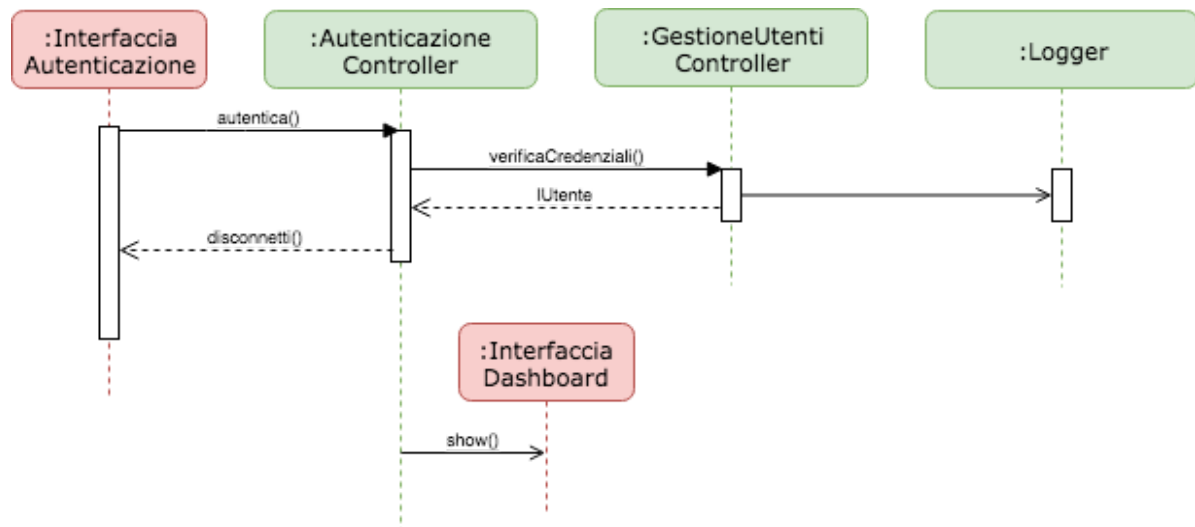 :Interfaccia
Autenticazione
:Autenticazione
Controller
:GestioneUtenti
Controller
:Logger
autentica()
verificaCredenziali()
IUtente
disconnetti()
:Interfaccia
Dashboard
show()